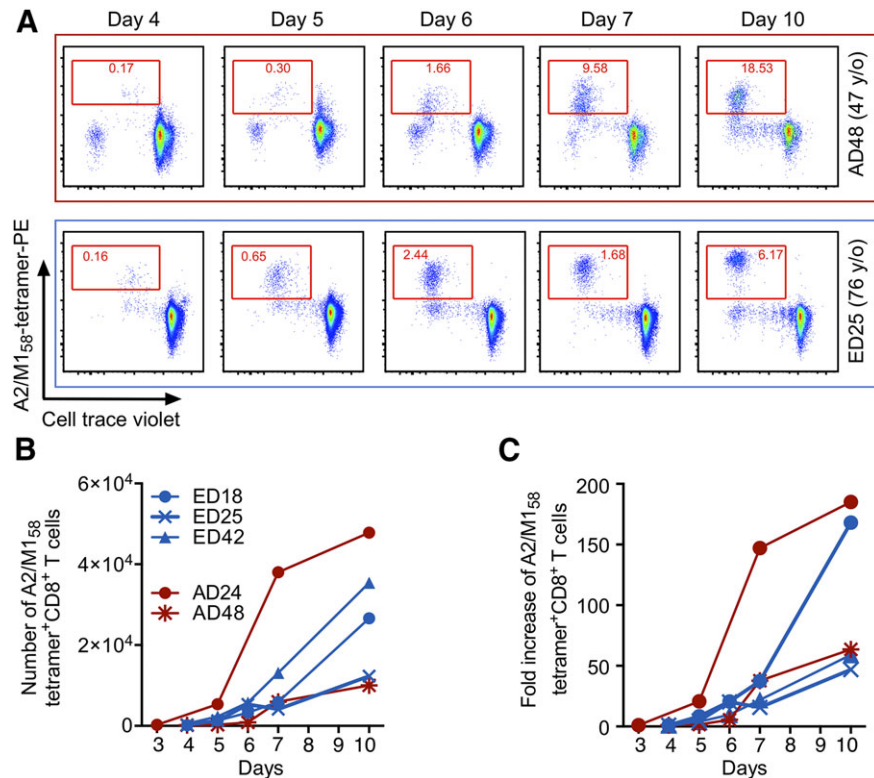 A
Day 4 Day 5 Day 6 Day 7 Day 10
0.17 0.30 1.66 9.58 18.53
AD48 (47 y/o)
0.16 0.65 2.44 1.68 6.17
ED25 (76 y/o)
A2/M1₅₈-tetramer-PE
Cell trace violet
B
Number of A2/M1₅₈
tetramer⁺CD8⁺ T cells
6×10⁴
4×10⁴
2×10⁴
0
ED18
ED25
ED42
AD24
AD48
3 4 5 6 7 8 9 10
Days
C
Fold increase of A2/M1₅₈
tetramer⁺CD8⁺ T cells
200
150
100
50
0
3 4 5 6 7 8 9 10
Days